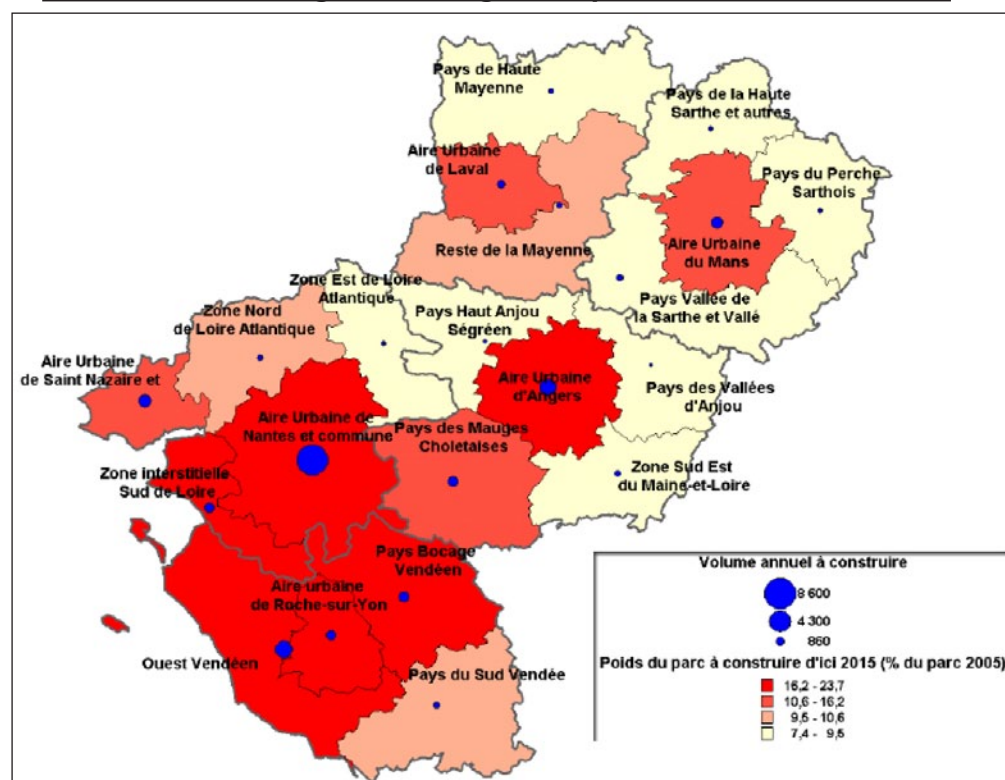 Pays de Haute
Mayenne
Pays de la Haute
Sarthe et autres
Aire Urbaine
de Laval
Pays du Perche
Sarthois
Reste de la Mayenne
Aire Urbaine
du Mans
Zone Est de Loire
Atlantique
Pays Haut Anjou
Ségréen
Pays Vallée de
la Sarthe et Vallé
Zone Nord
de Loire Atlantique
Aire Urbaine
de Saint Nazaire et
Aire Urbaine
d'Angers
Pays des Vallées
d'Anjou
Aire Urbaine de
Nantes et commune
Pays des Mauges
Choletaises
Zone interstitielle
Sud de Loire
Zone Sud Est
du Maine-et-Loire
Pays Bocage
Vendéen
Aire urbaine
de Roche-sur-Yon
Ouest Vendéen
Pays du Sud Vendée
Volume annuel à construire
8 600
4 300
860
Poids du parc à construire d'ici 2015 (% du parc 2005)
16,2 - 23,7
10,6 - 16,2
9,5 - 10,6
7,4 - 9,5